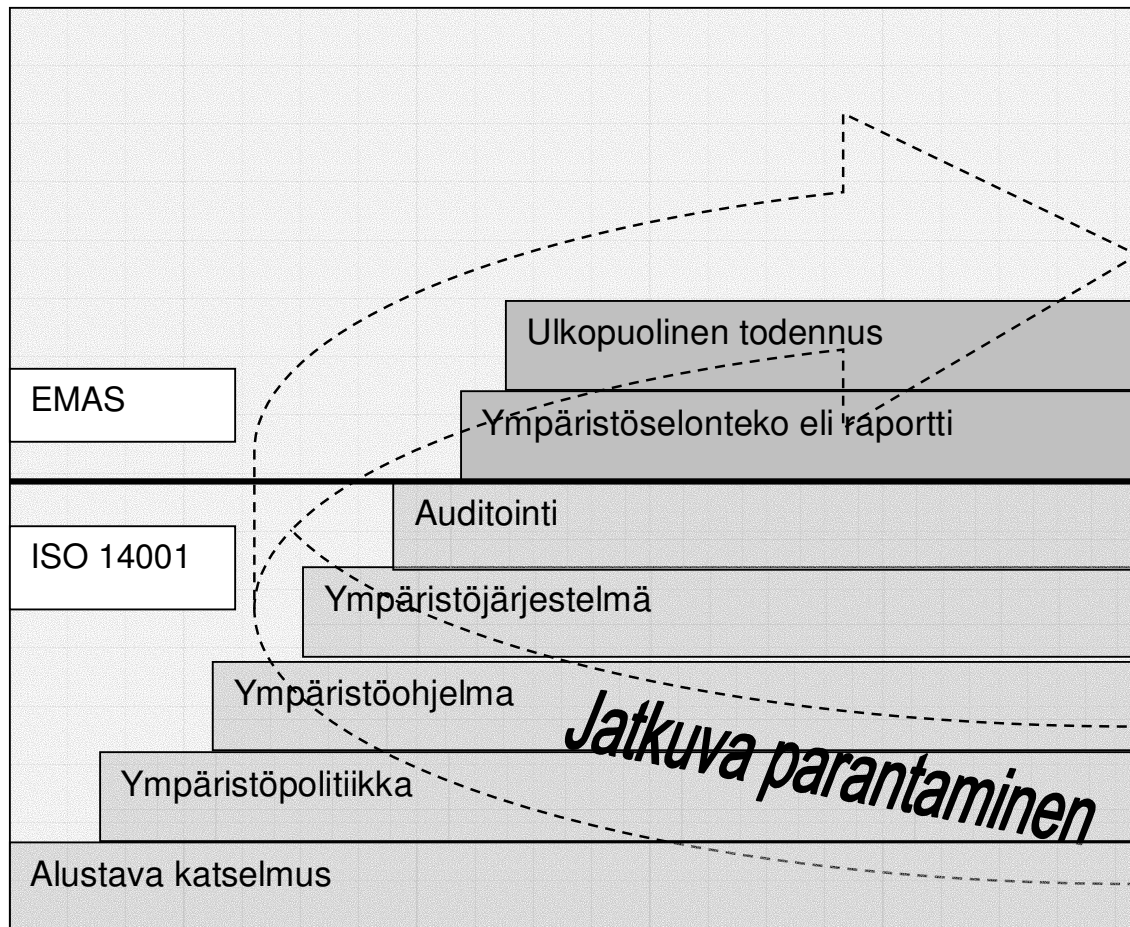 Ulkopuolinen todennus
EMAS
Ympäristöselonteko eli raportti
Auditointi
ISO 14001
Ympäristöjärjestelmä
Ympäristöohjelma
Jatkuva parantaminen
Ympäristöpolitiikka
Alustava katselmus